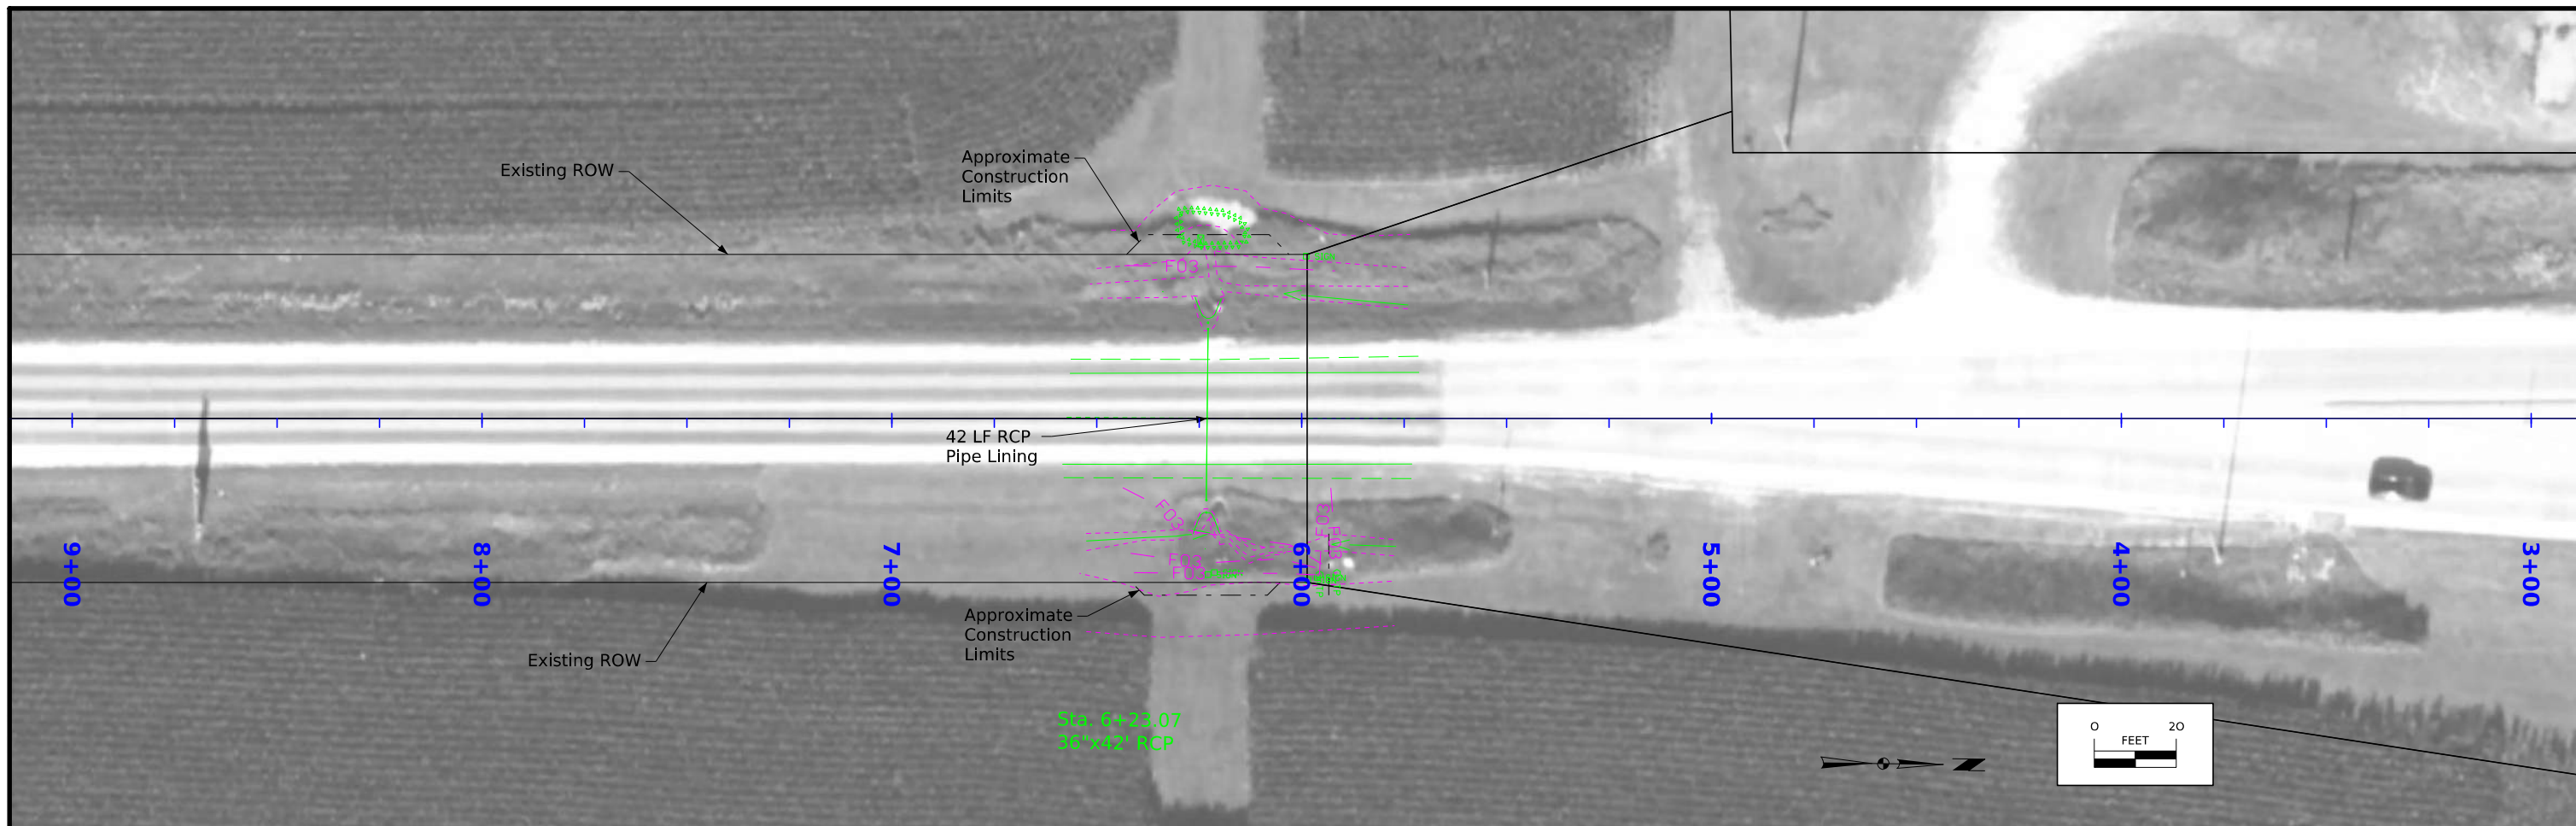 Approximate
Construction
Limits
Existing ROW
F03
42 LF RCP
Pipe Lining
F03
F03
F03
F03
F03
9+00
8+00
7+00
6+00
5+00
4+00
3+00
Approximate
Construction
Limits
Existing ROW
Sta. 6+23.07
36"x42' RCP
0 20
FEET
N